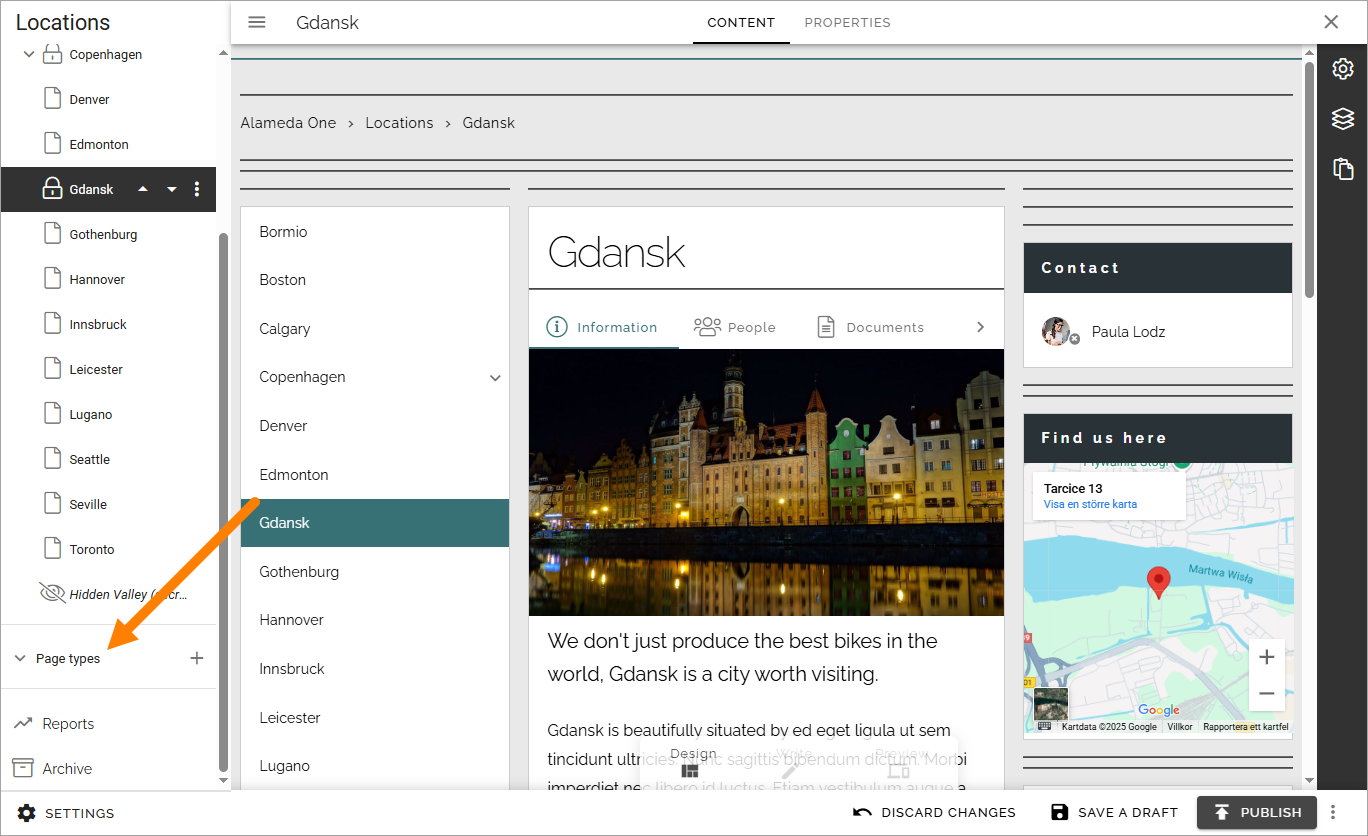 Locations
Gdansk
CONTENT
PROPERTIES
Copenhagen
Denver
Edmonton
Gdansk
Gothenburg
Hannover
Innsbruck
Leicester
Lugano
Seattle
Seville
Toronto
Hidden Valley
Page types
Reports
Archive
SETTINGS
Alameda One › Locations › Gdansk
Bormio
Boston
Calgary
Copenhagen
Denver
Edmonton
Gdansk
Gothenburg
Hannover
Innsbruck
Leicester
Lugano
Gdansk
Information
People
Documents
We don't just produce the best bikes in the
world, Gdansk is a city worth visiting.
Gdansk is beautifully situated by ed eget ligula ut sem
tincidunt ultricies. Nunc sagittis bibendum dictum. Morbi
imperdiet nec libero id luctus. Etiam vestibulum augue a
Design
Write
Preview
Contact
Paula Lodz
Find us here
Pływalnia Stogi
Tarcice 13
Visa en större karta
Martwa Wisła
Google
Kartdata ©2025 Google
Villkor
Rapportera ett kartfel
DISCARD CHANGES
SAVE A DRAFT
PUBLISH